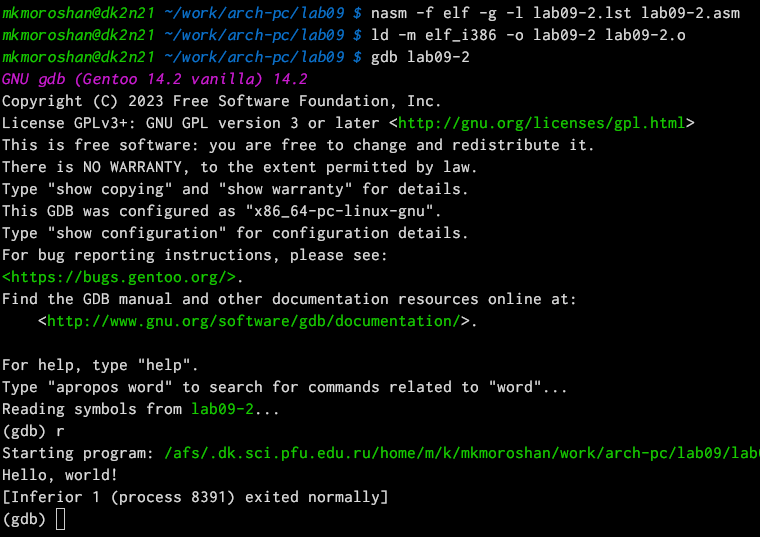 mkmoroshan@dk2n21 ~/work/arch-pc/lab09 $ nasm -f elf -g -l lab09-2.lst lab09-2.asm
mkmoroshan@dk2n21 ~/work/arch-pc/lab09 $ ld -m elf_i386 -o lab09-2 lab09-2.o
mkmoroshan@dk2n21 ~/work/arch-pc/lab09 $ gdb lab09-2
GNU gdb (Gentoo 14.2 vanilla) 14.2
Copyright (C) 2023 Free Software Foundation, Inc.
License GPLv3+: GNU GPL version 3 or later <http://gnu.org/licenses/gpl.html>
This is free software: you are free to change and redistribute it.
There is NO WARRANTY, to the extent permitted by law.
Type "show copying" and "show warranty" for details.
This GDB was configured as "x86_64-pc-linux-gnu".
Type "show configuration" for configuration details.
For bug reporting instructions, please see:
<https://bugs.gentoo.org/>.
Find the GDB manual and other documentation resources online at:
    <http://www.gnu.org/software/gdb/documentation/>.

For help, type "help".
Type "apropos word" to search for commands related to "word"...
Reading symbols from lab09-2...
(gdb) r
Starting program: /afs/.dk.sci.pfu.edu.ru/home/m/k/mkmoroshan/work/arch-pc/lab09/lab
Hello, world!
[Inferior 1 (process 8391) exited normally]
(gdb)